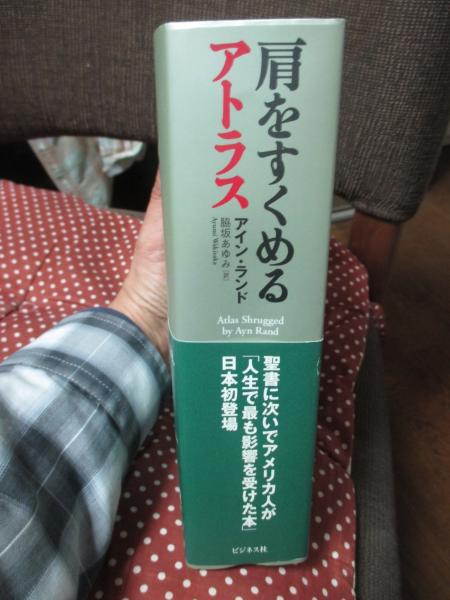 肩をすくめる
アトラス
アイン・ランド
脇坂あゆみ[訳]
Ayumi Wakizaka
Atlas Shrugged
by Ayn Rand
聖書に次いでアメリカ人が
「人生で最も影響を受けた本」
日本初登場
ビジネス社